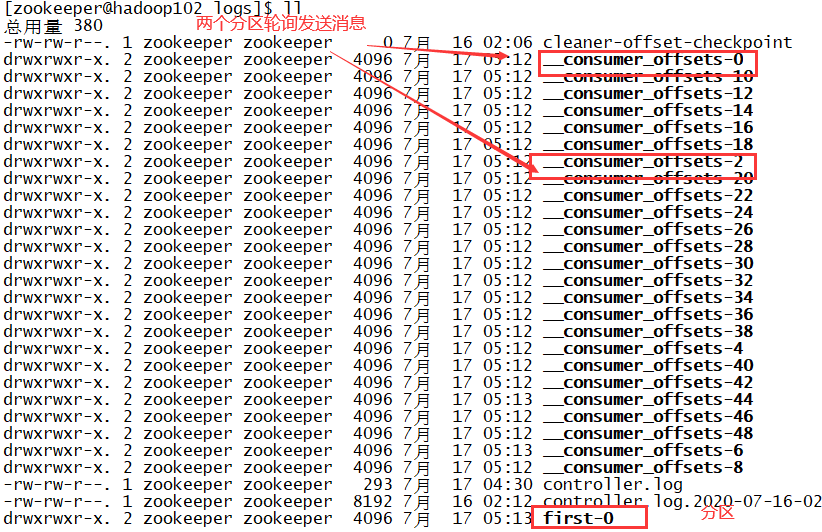 [zookeeper@hadoop102 logs]$ ll
总用量 380
两个分区轮询发送消息
-rw-rw-r--. 1 zookeeper zookeeper 0 7月 16 02:06 cleaner-offset-checkpoint
drwxrwxr-x. 2 zookeeper zookeeper 4096 7月 17 05:12 __consumer_offsets-0
drwxrwxr-x. 2 zookeeper zookeeper 4096 7月 17 05:12 __consumer_offsets-10
drwxrwxr-x. 2 zookeeper zookeeper 4096 7月 17 05:12 __consumer_offsets-12
drwxrwxr-x. 2 zookeeper zookeeper 4096 7月 17 05:12 __consumer_offsets-14
drwxrwxr-x. 2 zookeeper zookeeper 4096 7月 17 05:12 __consumer_offsets-16
drwxrwxr-x. 2 zookeeper zookeeper 4096 7月 17 05:12 __consumer_offsets-18
drwxrwxr-x. 2 zookeeper zookeeper 4096 7月 17 05:12 __consumer_offsets-2
drwxrwxr-x. 2 zookeeper zookeeper 4096 7月 17 05:12 __consumer_offsets-20
drwxrwxr-x. 2 zookeeper zookeeper 4096 7月 17 05:12 __consumer_offsets-22
drwxrwxr-x. 2 zookeeper zookeeper 4096 7月 17 05:12 __consumer_offsets-24
drwxrwxr-x. 2 zookeeper zookeeper 4096 7月 17 05:12 __consumer_offsets-26
drwxrwxr-x. 2 zookeeper zookeeper 4096 7月 17 05:12 __consumer_offsets-28
drwxrwxr-x. 2 zookeeper zookeeper 4096 7月 17 05:12 __consumer_offsets-30
drwxrwxr-x. 2 zookeeper zookeeper 4096 7月 17 05:12 __consumer_offsets-32
drwxrwxr-x. 2 zookeeper zookeeper 4096 7月 17 05:12 __consumer_offsets-34
drwxrwxr-x. 2 zookeeper zookeeper 4096 7月 17 05:12 __consumer_offsets-36
drwxrwxr-x. 2 zookeeper zookeeper 4096 7月 17 05:12 __consumer_offsets-38
drwxrwxr-x. 2 zookeeper zookeeper 4096 7月 17 05:12 __consumer_offsets-4
drwxrwxr-x. 2 zookeeper zookeeper 4096 7月 17 05:12 __consumer_offsets-40
drwxrwxr-x. 2 zookeeper zookeeper 4096 7月 17 05:12 __consumer_offsets-42
drwxrwxr-x. 2 zookeeper zookeeper 4096 7月 17 05:13 __consumer_offsets-44
drwxrwxr-x. 2 zookeeper zookeeper 4096 7月 17 05:12 __consumer_offsets-46
drwxrwxr-x. 2 zookeeper zookeeper 4096 7月 17 05:12 __consumer_offsets-48
drwxrwxr-x. 2 zookeeper zookeeper 4096 7月 17 05:13 __consumer_offsets-6
drwxrwxr-x. 2 zookeeper zookeeper 4096 7月 17 05:12 __consumer_offsets-8
-rw-rw-r--. 1 zookeeper zookeeper 293 7月 17 04:30 controller.log
-rw-rw-r--. 1 zookeeper zookeeper 8192 7月 16 02:12 controller.log.2020-07-16-02
drwxrwxr-x. 2 zookeeper zookeeper 4096 7月 17 05:13 first-0
分区